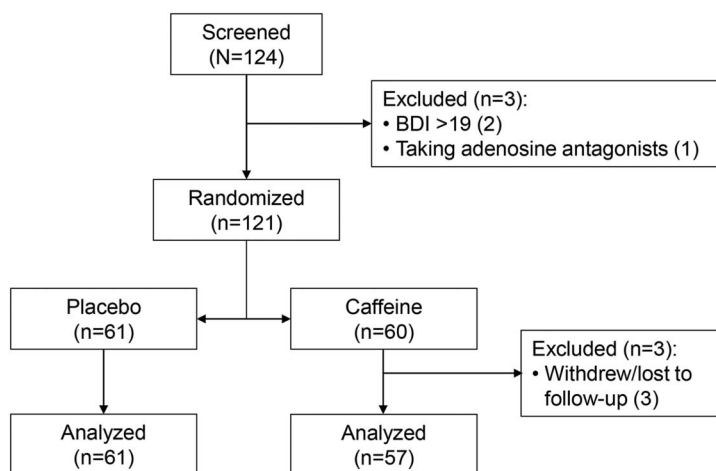 Screened
(N=124)
Excluded (n=3):
• BDI >19 (2)
• Taking adenosine antagonists (1)
Randomized
(n=121)
Placebo
(n=61)
Caffeine
(n=60)
Excluded (n=3):
• Withdrew/lost to
follow-up (3)
Analyzed
(n=61)
Analyzed
(n=57)